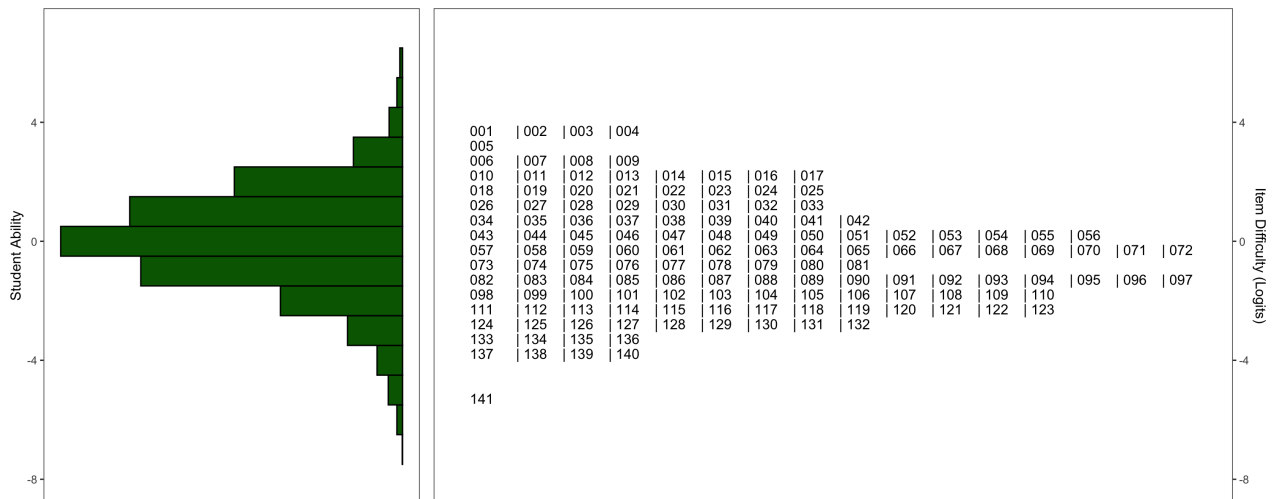 Student Ability
4
0
-4
-8
001 | 002 | 003 | 004
005
006 | 007 | 008 | 009
010 | 011 | 012 | 013 | 014 | 015 | 016 | 017
018 | 019 | 020 | 021 | 022 | 023 | 024 | 025
026 | 027 | 028 | 029 | 030 | 031 | 032 | 033
034 | 035 | 036 | 037 | 038 | 039 | 040 | 041 | 042
043 | 044 | 045 | 046 | 047 | 048 | 049 | 050 | 051 | 052 | 053 | 054 | 055 | 056
057 | 058 | 059 | 060 | 061 | 062 | 063 | 064 | 065 | 066 | 067 | 068 | 069 | 070 | 071 | 072
073 | 074 | 075 | 076 | 077 | 078 | 079 | 080 | 081
082 | 083 | 084 | 085 | 086 | 087 | 088 | 089 | 090 | 091 | 092 | 093 | 094 | 095 | 096 | 097
098 | 099 | 100 | 101 | 102 | 103 | 104 | 105 | 106 | 107 | 108 | 109 | 110
111 | 112 | 113 | 114 | 115 | 116 | 117 | 118 | 119 | 120 | 121 | 122 | 123
124 | 125 | 126 | 127 | 128 | 129 | 130 | 131 | 132
133 | 134 | 135 | 136
137 | 138 | 139 | 140
141
4
0
-4
-8
Item Difficulty (Logits)